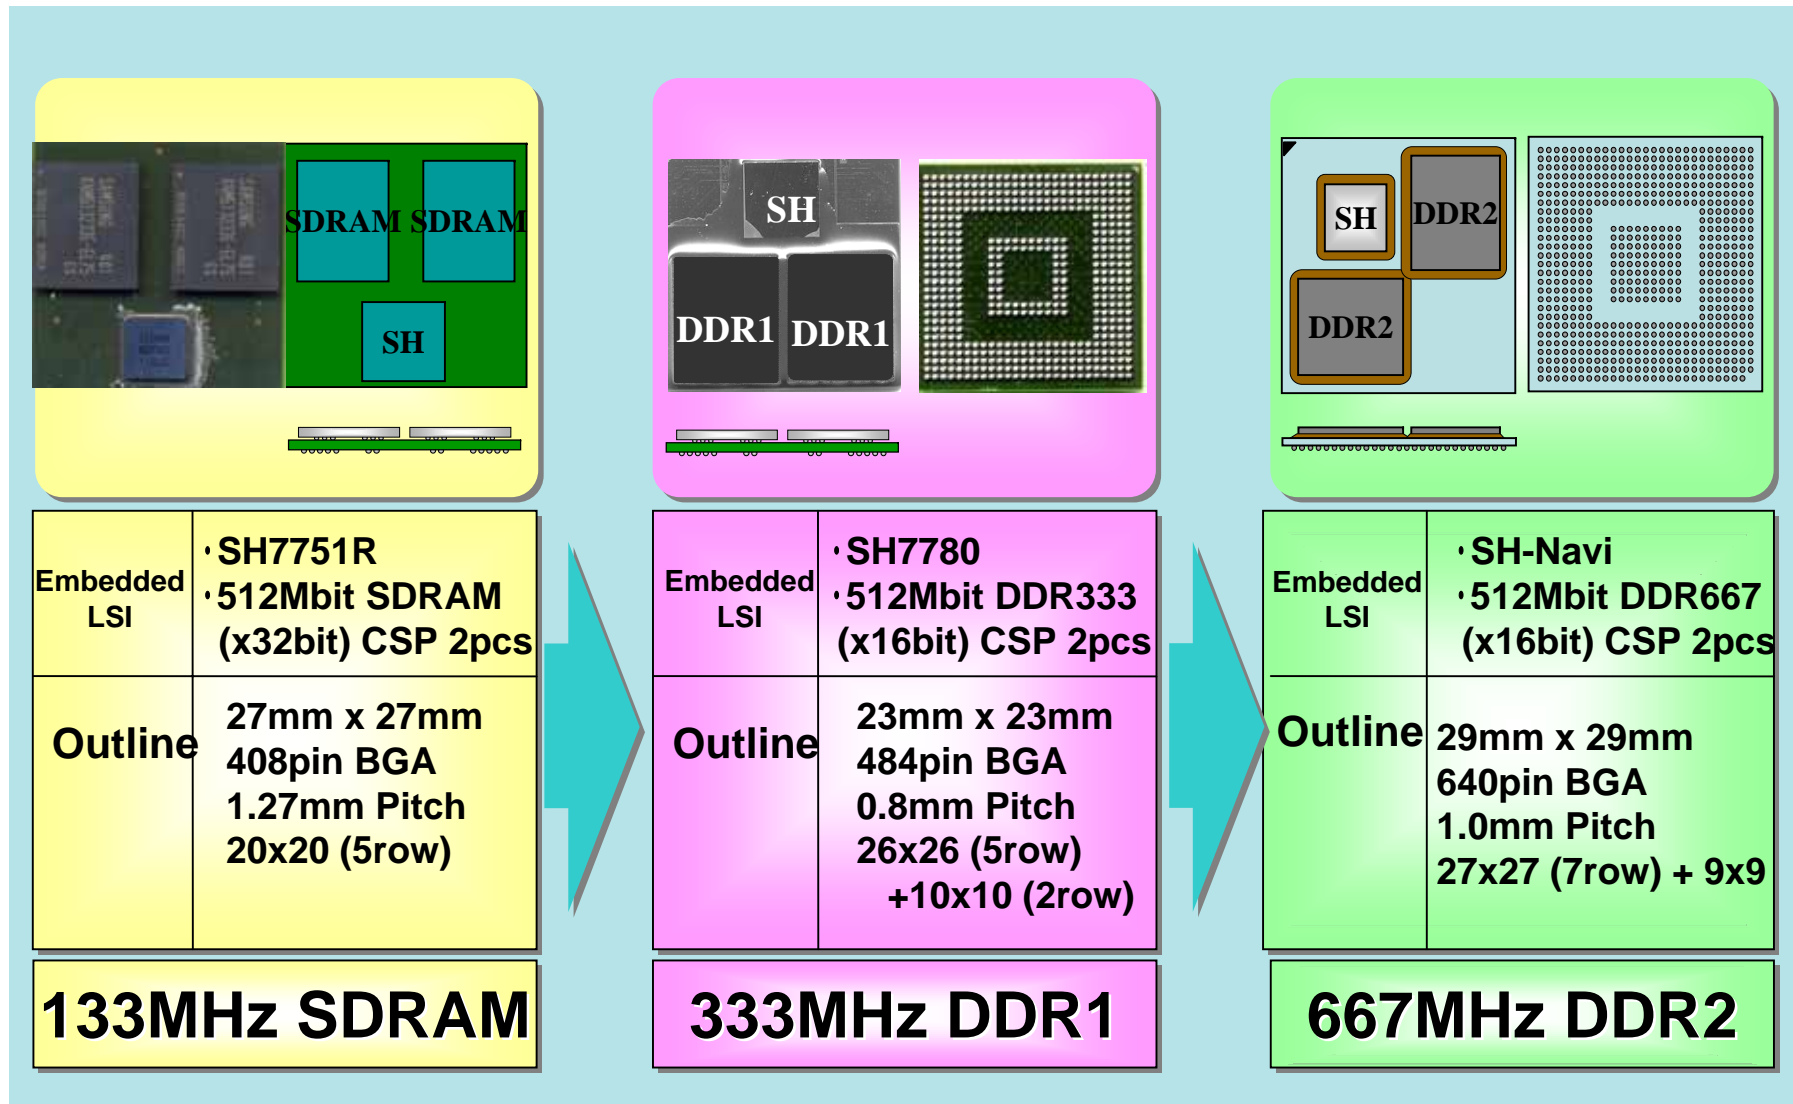 SDRAM SDRAM
SH
SH
DDR1 DDR1
SH
DDR2
DDR2
Embedded
LSI
・SH7751R
・512Mbit SDRAM
(x32bit) CSP 2pcs
Outline
27mm x 27mm
408pin BGA
1.27mm Pitch
20x20 (5row)
133MHz SDRAM
Embedded
LSI
・SH7780
・512Mbit DDR333
(x16bit) CSP 2pcs
Outline
23mm x 23mm
484pin BGA
0.8mm Pitch
26x26 (5row)
+10x10 (2row)
333MHz DDR1
Embedded
LSI
・SH-Navi
・512Mbit DDR667
(x16bit) CSP 2pcs
Outline
29mm x 29mm
640pin BGA
1.0mm Pitch
27x27 (7row) + 9x9
667MHz DDR2